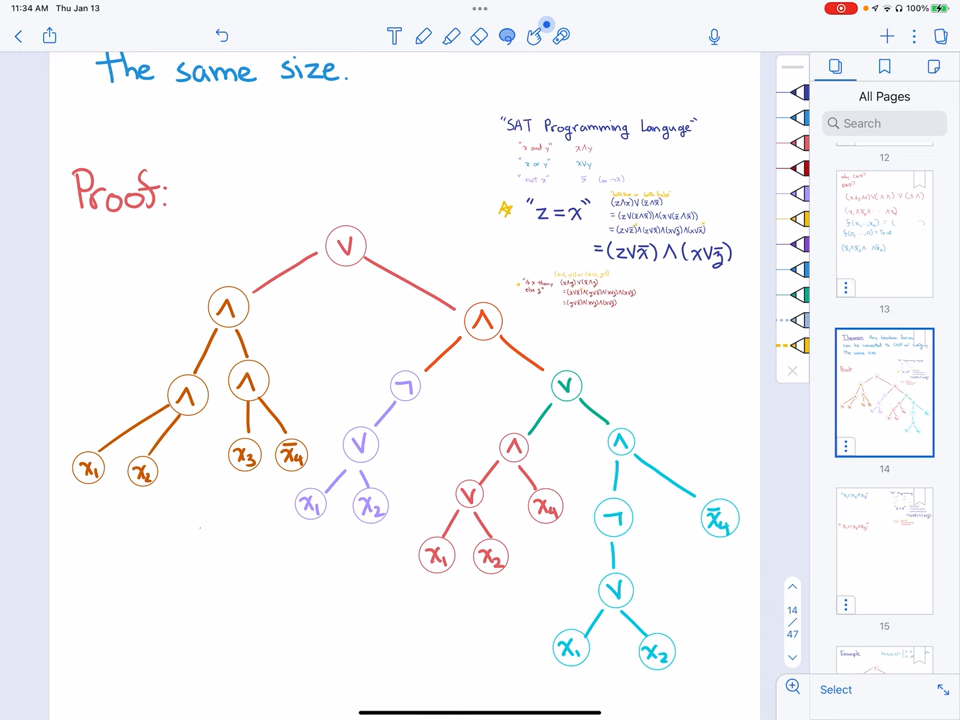 11:34 AM Thu Jan 13
100%
the same size.
Proof:
"SAT Programming Language"
"x and y" x∧y
"x or y" x∨y
"not x" x̄ (or ¬x)
"z = x"
(z∧x)∨(z̄∧x̄)
=(z∨(z̄∧x̄))∧(x∨(z̄∧x̄))
=(z∨z̄)∧(z∨x̄)∧(x∨z̄)∧(x∨x̄)
=(z∨x̄)∧(x∨z̄)
∨
∧
∧
∧ ∧
¬
∨
x₁ x₂
x₃ x̄₄
∨
x₁ x₂
∧
∧
∨
x₄
x₁ x₂
¬
x̄₄
∨
x₁ x₂
All Pages
Search
12
13
14
15
14
/
47
Select